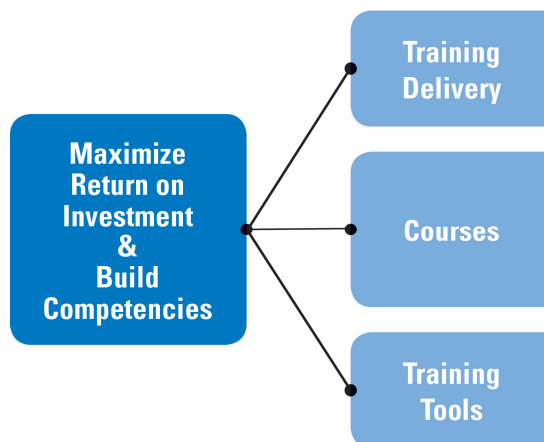 Maximize
Return on
Investment
&
Build
Competencies
Training
Delivery
Courses
Training
Tools